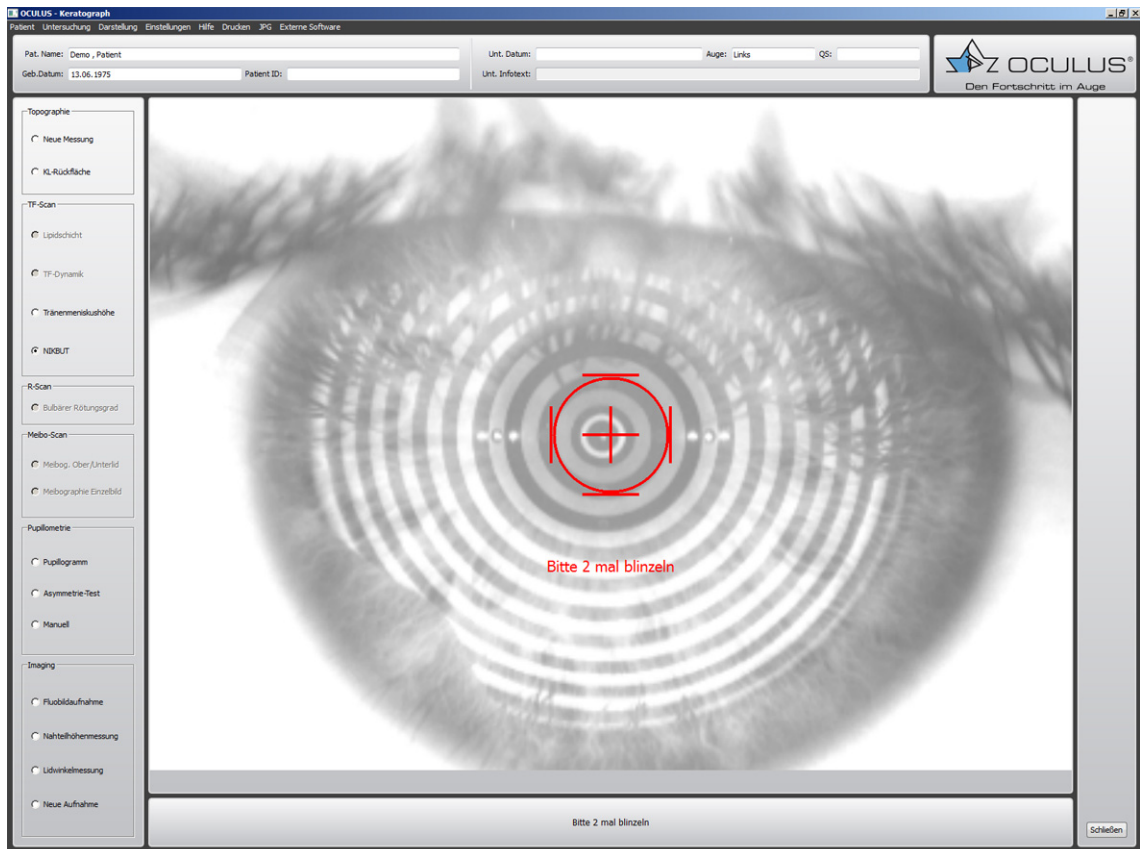 OCULUS - Keratograph
Patient Untersuchung Darstellung Einstellungen Hilfe Drucken JPG Externe Software
Pat. Name: Demo , Patient
Geb.Datum: 13.06.1975 Patient ID:
Unt. Datum: Auge: Links QS:
Unt. Infotext:
OCULUS®
Den Fortschritt im Auge
Topographie
Neue Messung
KL-Rückfläche
TF-Scan
Lipidschicht
TF-Dynamik
Tränenmeniskushöhe
NIKBUT
R-Scan
Bulbärer Rötungsgrad
Meibo-Scan
Meibog. Ober/Unterlid
Meibographie Einzelbild
Pupillometrie
Pupillogramm
Asymmetrie-Test
Manuell
Imaging
Fluobildaufnahme
Nahteilhöhenmessung
Lidwinkelmessung
Neue Aufnahme
Bitte 2 mal blinzeln
Bitte 2 mal blinzeln
Schließen